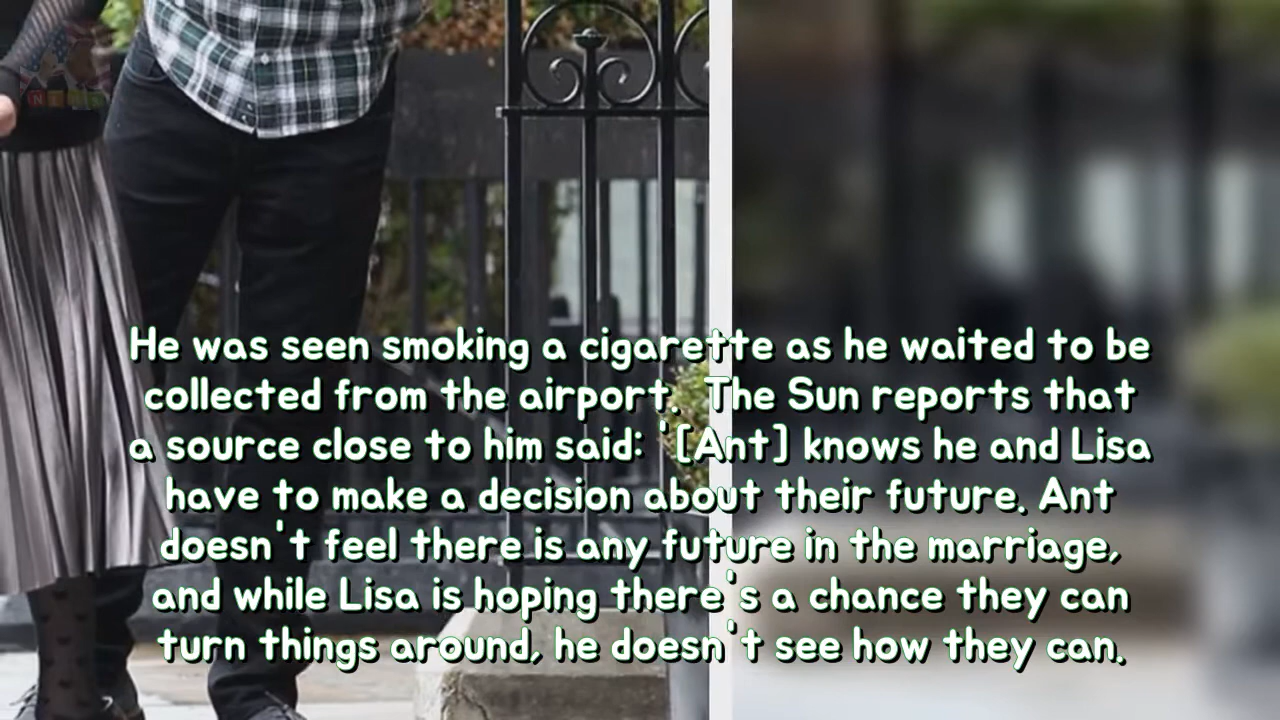 He was seen smoking a cigarette as he waited to be
collected from the airport.  The Sun reports that
a source close to him said: '[Ant] knows he and Lisa
have to make a decision about their future. Ant
doesn't feel there is any future in the marriage,
and while Lisa is hoping there's a chance they can
turn things around, he doesn't see how they can.